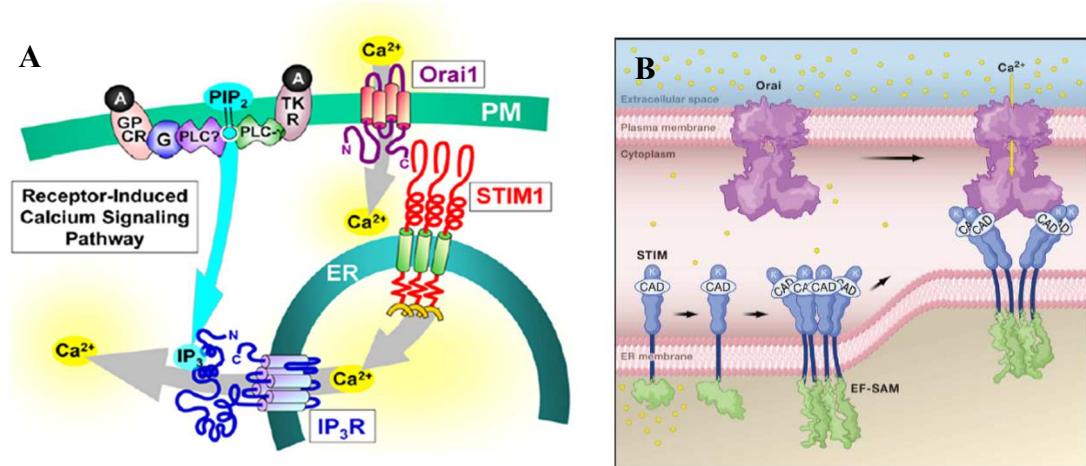 A
A
GP
CR
G
PLC?
PIP₂
PLC-γ
A
TK
R
Ca²⁺
Orai1
PM
N
C
Receptor-Induced
Calcium Signaling
Pathway
Ca²⁺
STIM1
ER
Ca²⁺
IP₃
N
C
Ca²⁺
IP₃R
B
Orai
Ca²⁺
Extracellular space
Plasma membrane
Cytoplasm
STIM
K
CAD
K
CAD
K
K
CA
CAD
K
K
CA
CAD
K
K
CAD
ER membrane
EF-SAM